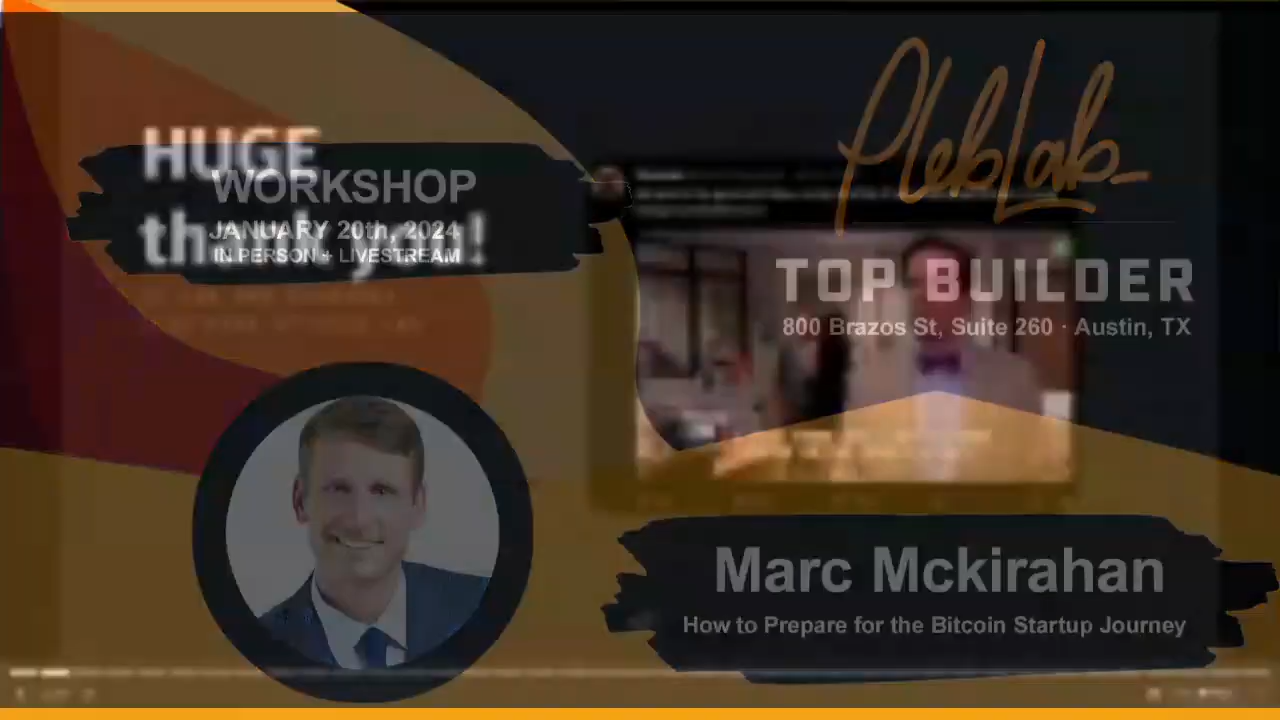 HUGE
thank you!
WORKSHOP
JANUARY 20th, 2024
IN PERSON + LIVESTREAM
PlebLab_
TOP BUILDER
800 Brazos St, Suite 260 · Austin, TX
Marc Mckirahan
How to Prepare for the Bitcoin Startup Journey